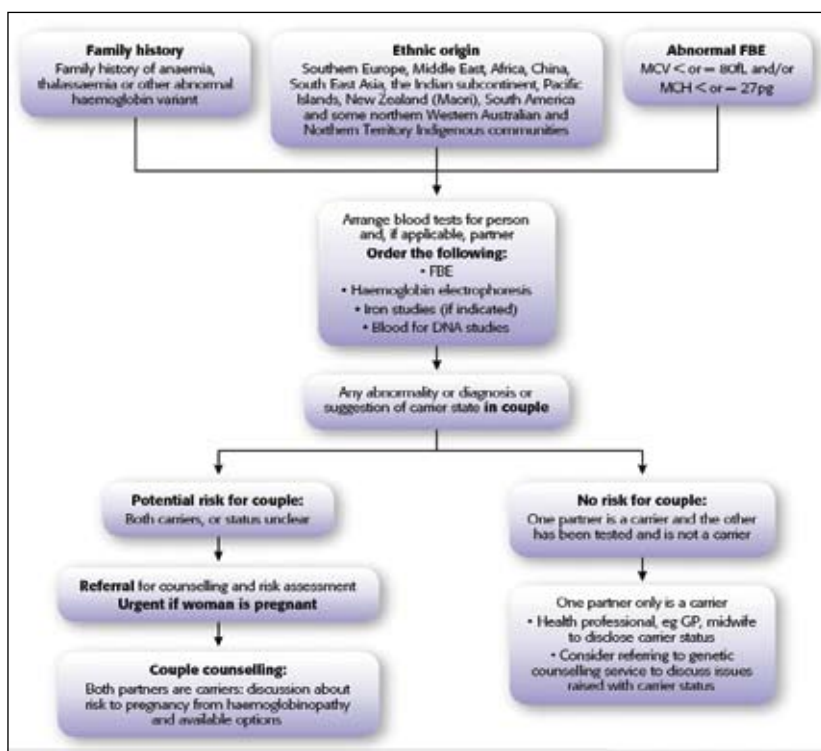 Family history
Family history of anaemia,
thalassaemia or other abnormal
haemoglobin variant
Ethnic origin
Southern Europe, Middle East, Africa, China,
South East Asia, the Indian subcontinent, Pacific
Islands, New Zealand (Maori), South America
and some northern Western Australian and
Northern Territory Indigenous communities
Abnormal FBE
MCV < or = 80fL and/or
MCH < or = 27pg
Arrange blood tests for person
and, if applicable, partner
Order the following:
• FBE
• Haemoglobin electrophoresis
• Iron studies (if indicated)
• Blood for DNA studies
Any abnormality or diagnosis or
suggestion of carrier state in couple
Potential risk for couple:
Both carriers, or status unclear
Referral for counselling and risk assessment
Urgent if woman is pregnant
Couple counselling:
Both partners are carriers: discussion about
risk to pregnancy from haemoglobinopathy
and available options
No risk for couple:
One partner is a carrier and the other
has been tested and is not a carrier
One partner only is a carrier
• Health professional, eg GP, midwife
to disclose carrier status
• Consider referring to genetic
counselling service to discuss issues
raised with carrier status